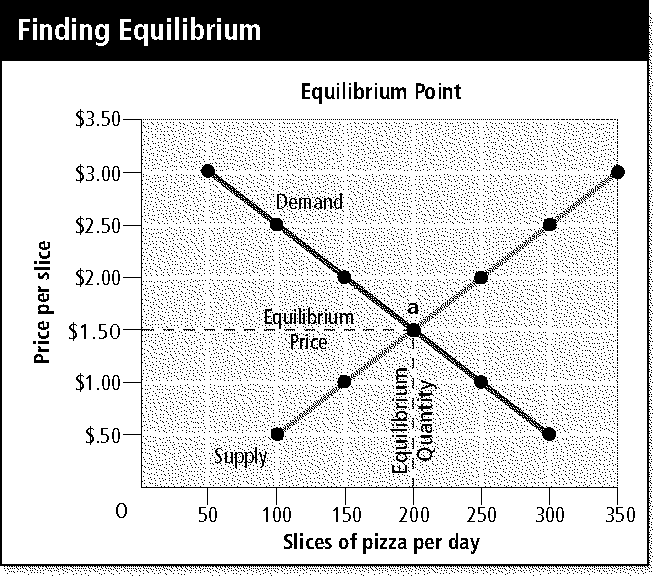 Finding Equilibrium
Equilibrium Point
$3.50
$3.00
$2.50
$2.00
$1.50
$1.00
$.50
Price per slice
Demand
a
Equilibrium
Price
Equilibrium
Quantity
Supply
O
50
100
150
200
250
300
350
Slices of pizza per day